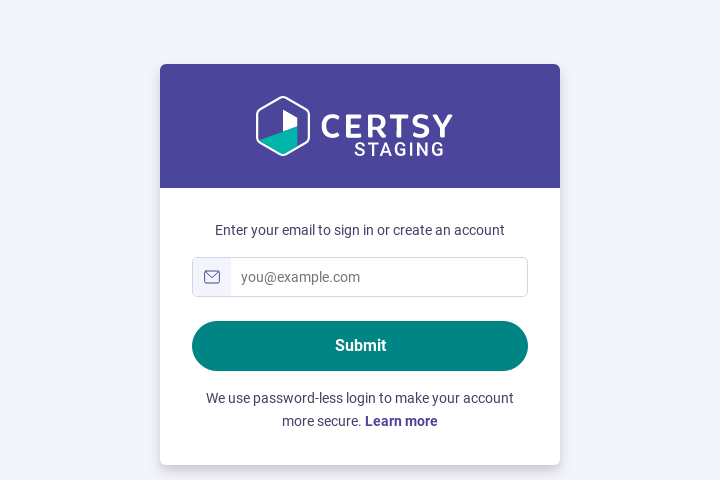 CERTSY
STAGING
Enter your email to sign in or create an account
you@example.com
Submit
We use password-less login to make your account
more secure. Learn more